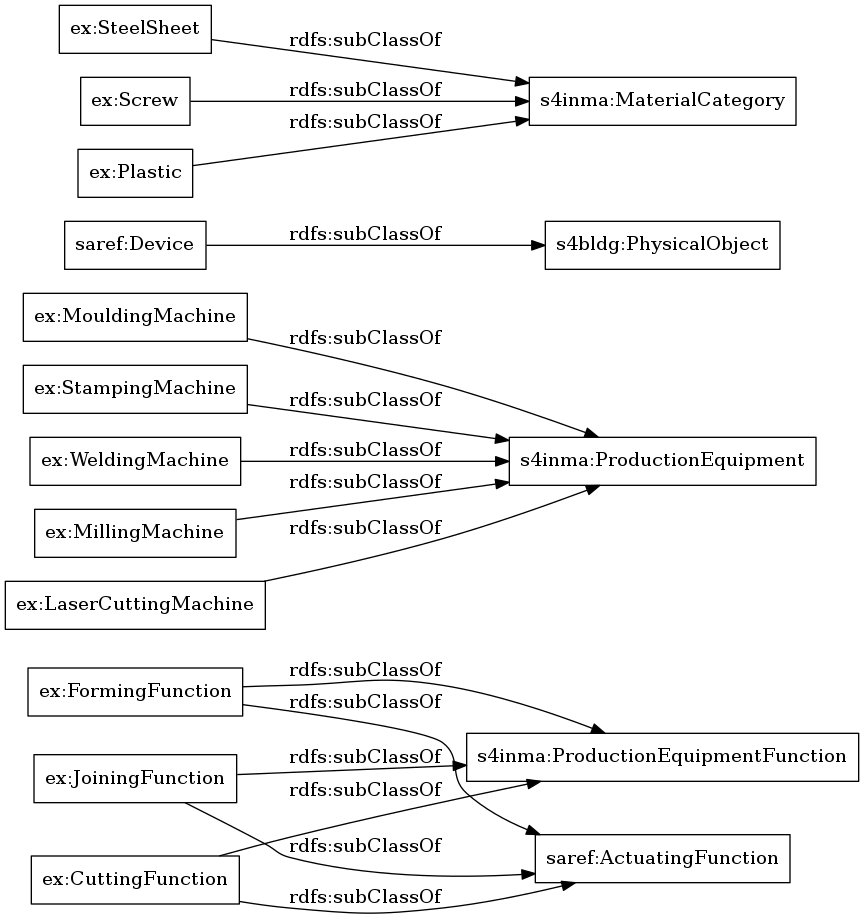 ex:SteelSheet
rdfs:subClassOf
ex:Screw
rdfs:subClassOf
s4inma:MaterialCategory
rdfs:subClassOf
ex:Plastic
saref:Device
rdfs:subClassOf
s4bldg:PhysicalObject
ex:MouldingMachine
rdfs:subClassOf
ex:StampingMachine
rdfs:subClassOf
ex:WeldingMachine
rdfs:subClassOf
s4inma:ProductionEquipment
rdfs:subClassOf
ex:MillingMachine
rdfs:subClassOf
ex:LaserCuttingMachine
rdfs:subClassOf
ex:FormingFunction
rdfs:subClassOf
rdfs:subClassOf
s4inma:ProductionEquipmentFunction
ex:JoiningFunction
rdfs:subClassOf
rdfs:subClassOf
saref:ActuatingFunction
ex:CuttingFunction
rdfs:subClassOf